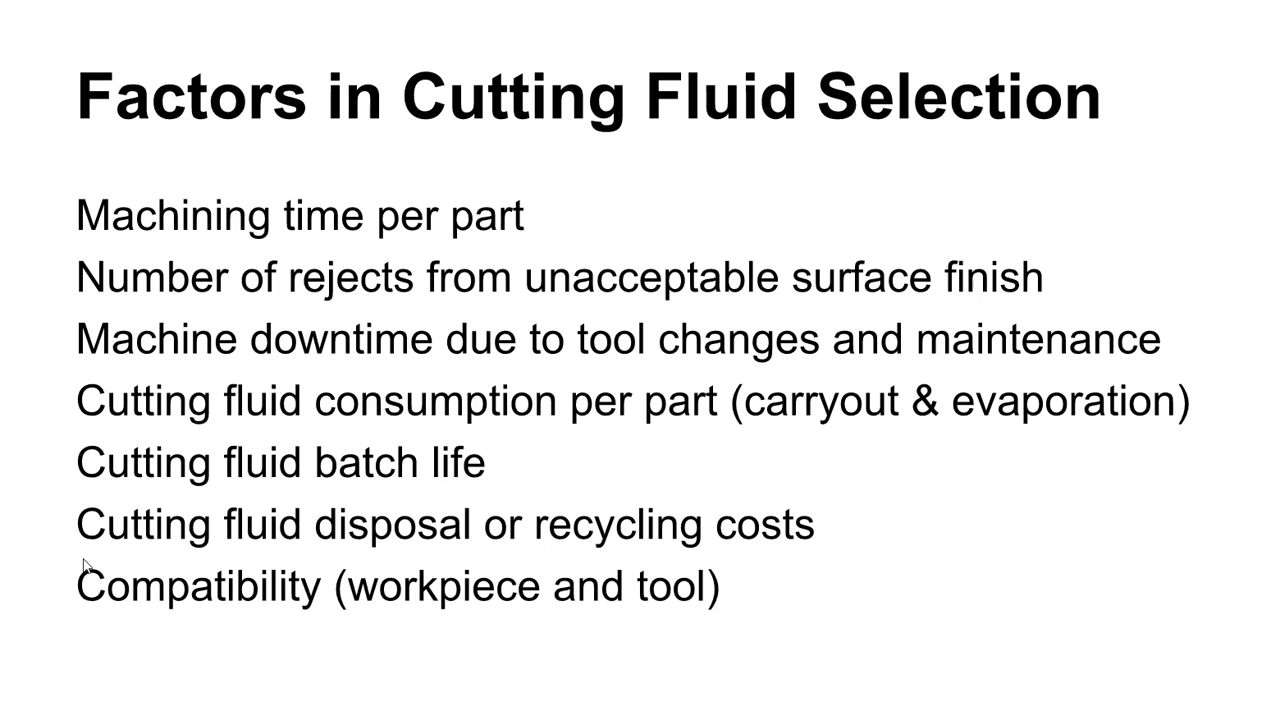 Factors in Cutting Fluid Selection
Machining time per part
Number of rejects from unacceptable surface finish
Machine downtime due to tool changes and maintenance
Cutting fluid consumption per part (carryout & evaporation)
Cutting fluid batch life
Cutting fluid disposal or recycling costs
Compatibility (workpiece and tool)